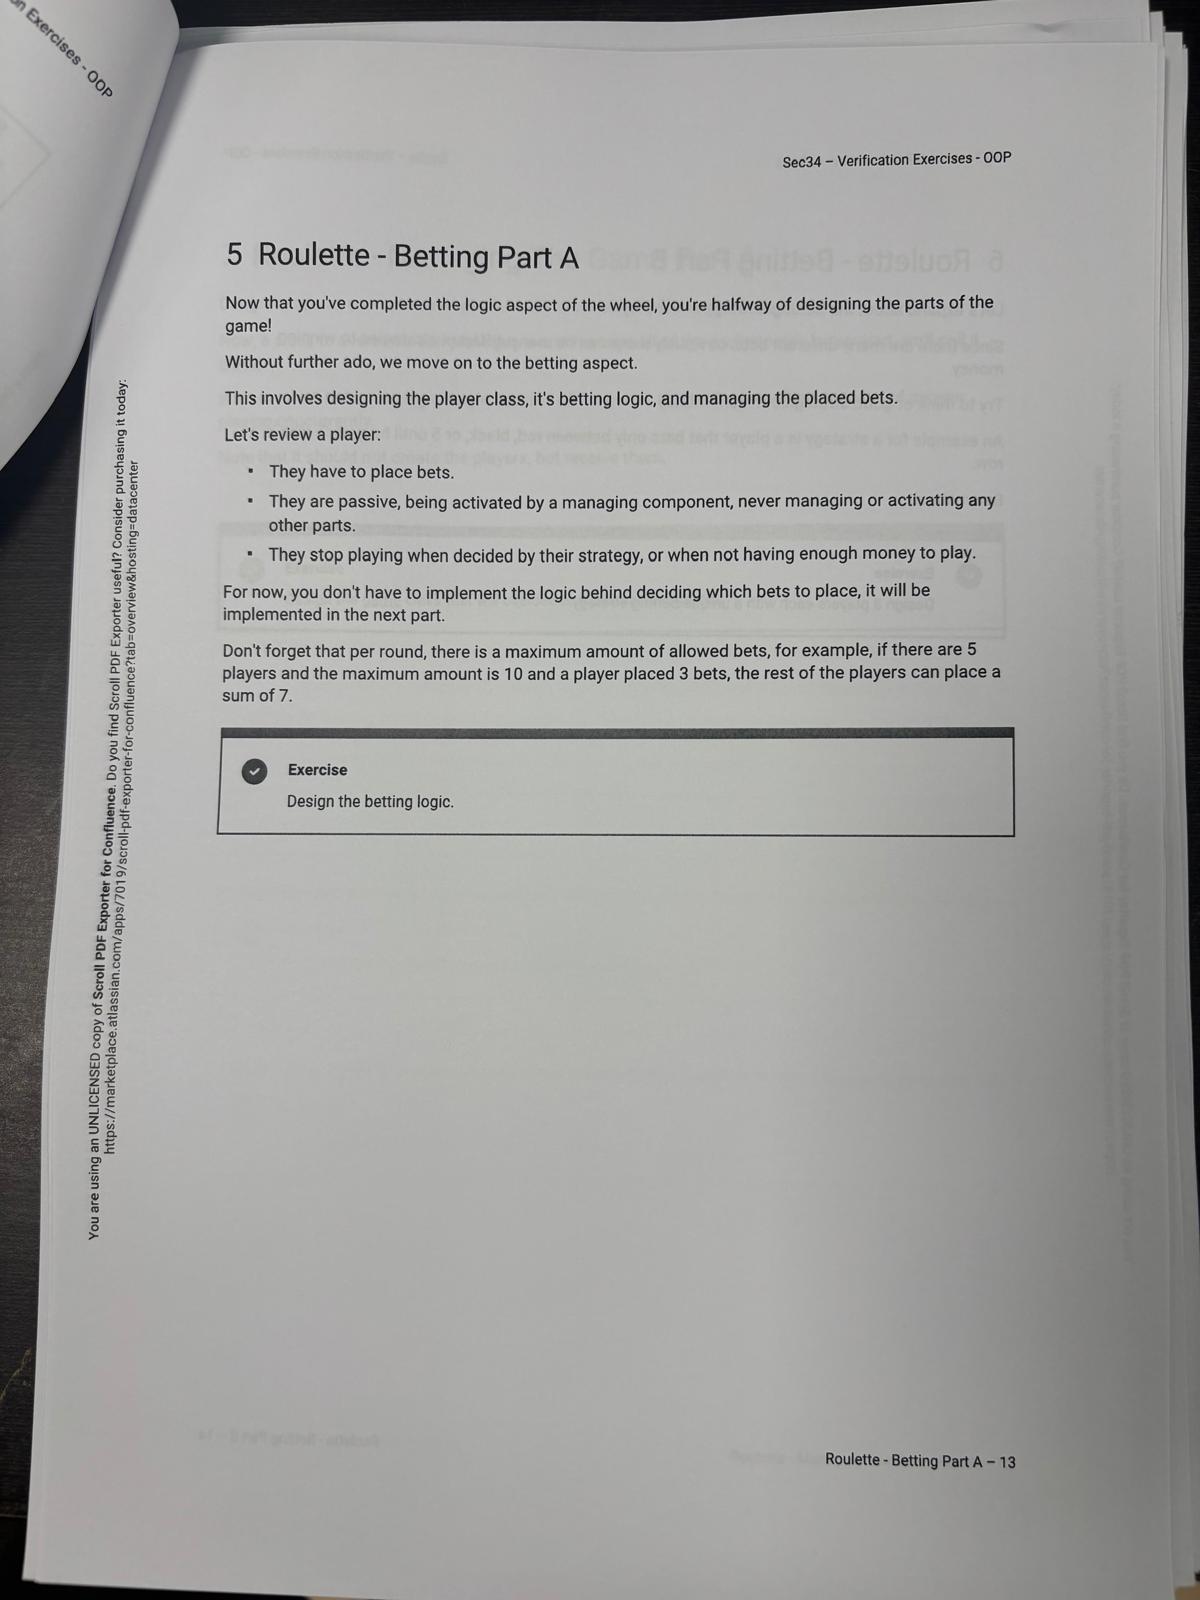 on Exercises - OOP
Sec34 – Verification Exercises - OOP
5 Roulette - Betting Part A
Now that you've completed the logic aspect of the wheel, you're halfway of designing the parts of the
game!
Without further ado, we move on to the betting aspect.
This involves designing the player class, it's betting logic, and managing the placed bets.
Let's review a player:
▪ They have to place bets.
▪ They are passive, being activated by a managing component, never managing or activating any
other parts.
▪ They stop playing when decided by their strategy, or when not having enough money to play.
For now, you don't have to implement the logic behind deciding which bets to place, it will be
implemented in the next part.
Don't forget that per round, there is a maximum amount of allowed bets, for example, if there are 5
players and the maximum amount is 10 and a player placed 3 bets, the rest of the players can place a
sum of 7.
Exercise
Design the betting logic.
You are using an UNLICENSED copy of Scroll PDF Exporter for Confluence. Do you find Scroll PDF Exporter useful? Consider purchasing it today:
https://marketplace.atlassian.com/apps/7019/scroll-pdf-exporter-for-confluence?tab=overview&hosting=datacenter
Roulette - Betting Part A – 13